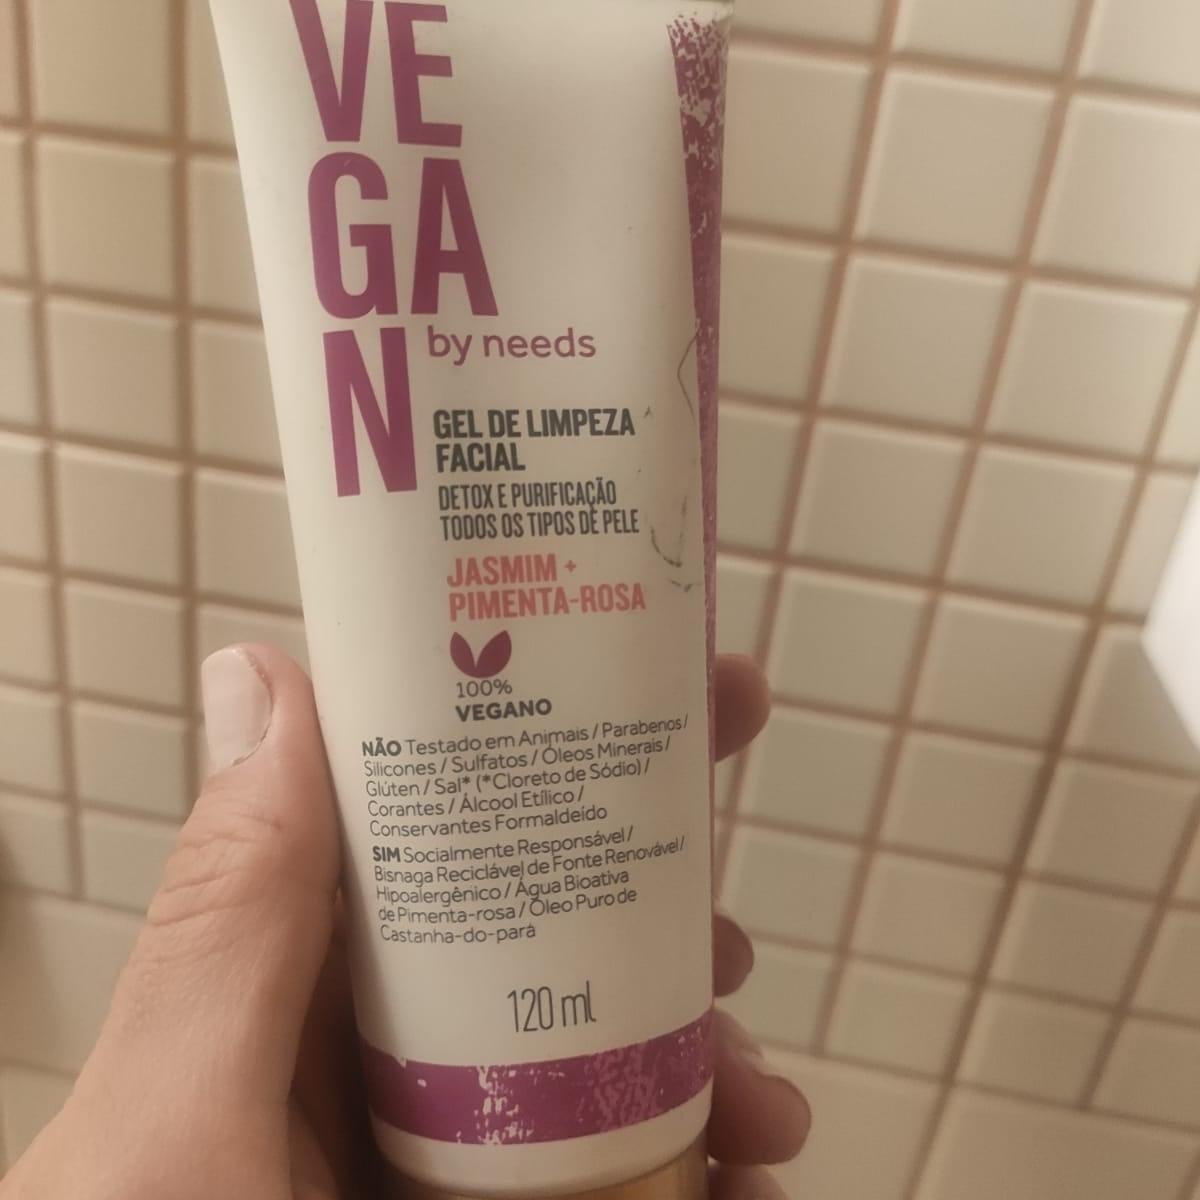 VE
GA
N
by needs
GEL DE LIMPEZA
FACIAL
DETOX E PURIFICAÇÃO
TODOS OS TIPOS DE PELE
JASMIM +
PIMENTA-ROSA
100%
VEGANO
NÃO Testado em Animais / Parabenos /
Silicones / Sulfatos / Óleos Minerais /
Glúten / Sal* (*Cloreto de Sódio) /
Corantes / Álcool Etílico /
Conservantes Formaldeído
SIM Socialmente Responsável /
Bisnaga Reciclável de Fonte Renovável /
Hipoalergênico / Água Bioativa
de Pimenta-rosa / Óleo Puro de
Castanha-do-pará
120 ml